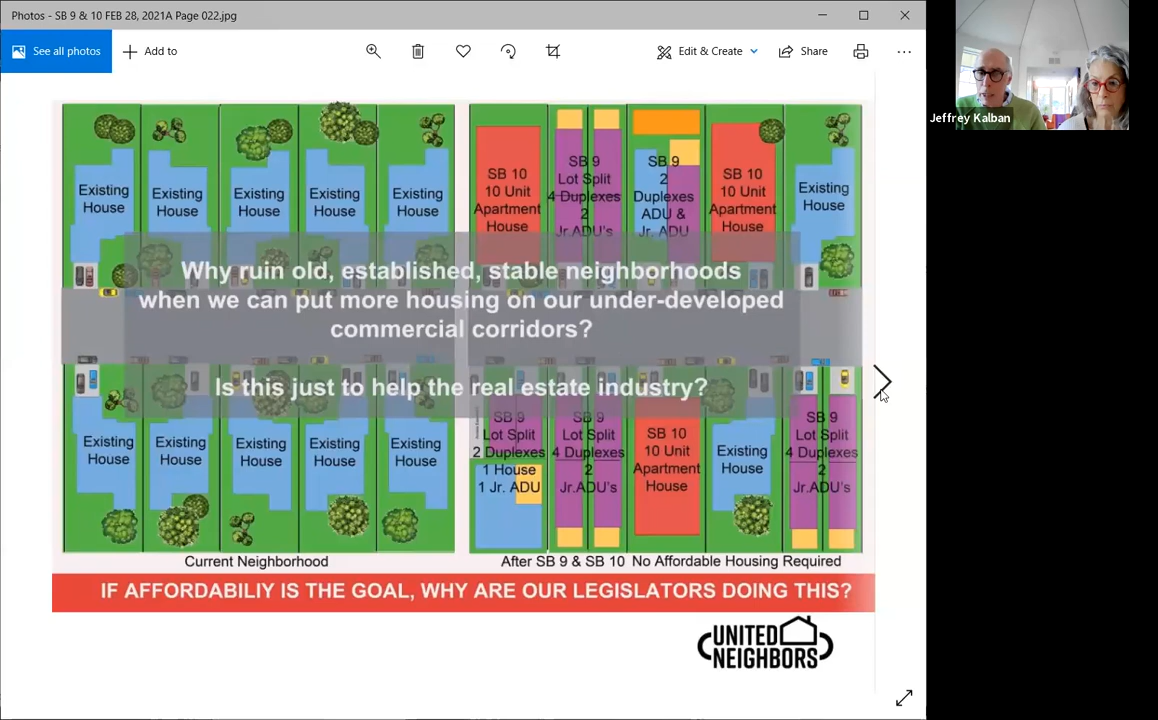 Photos - SB 9 & 10 FEB 28, 2021A Page 022.jpg
See all photos
Add to
Edit & Create
Share
Jeffrey Kalban
Existing House
Existing House
Existing House
Existing House
Existing House
SB 10
10 Unit
Apartment
House
SB 9
Lot Split
4 Duplexes
2
Jr.ADU's
SB 9
2
Duplexes
ADU &
Jr. ADU
SB 10
10 Unit
Apartment
House
Existing
House
Why ruin old, established, stable neighborhoods
when we can put more housing on our under-developed
commercial corridors?
Is this just to help the real estate industry?
Existing House
Existing House
Existing House
Existing House
Existing House
SB 9
Lot Split
2 Duplexes
1 House
1 Jr. ADU
SB 9
Lot Split
4 Duplexes
2
Jr.ADU's
SB 10
10 Unit
Apartment
House
Existing
House
SB 9
Lot Split
4 Duplexes
2
Jr.ADU's
Current Neighborhood
After SB 9 & SB 10 No Affordable Housing Required
IF AFFORDABILIY IS THE GOAL, WHY ARE OUR LEGISLATORS DOING THIS?
UNITED
NEIGHBORS